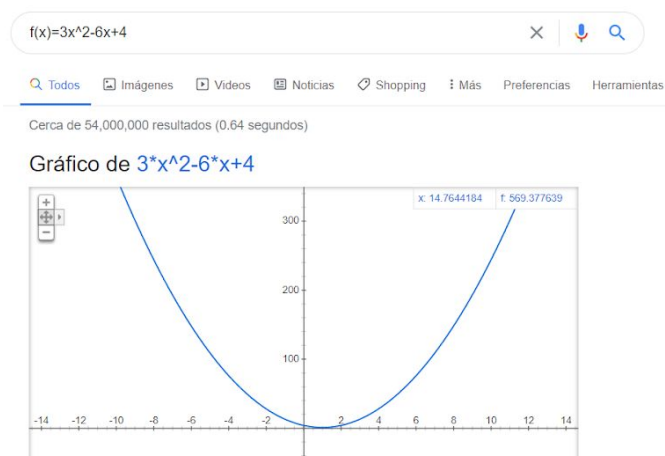 f(x)=3x^2-6x+4
Todos Imágenes Videos Noticias Shopping Más Preferencias Herramientas
Cerca de 54,000,000 resultados (0.64 segundos)
Gráfico de 3*x^2-6*x+4
x: 14.7644184 f: 569.377639
300
200
100
-14 -12 -10 -8 -6 -4 -2 2 4 6 8 10 12 14